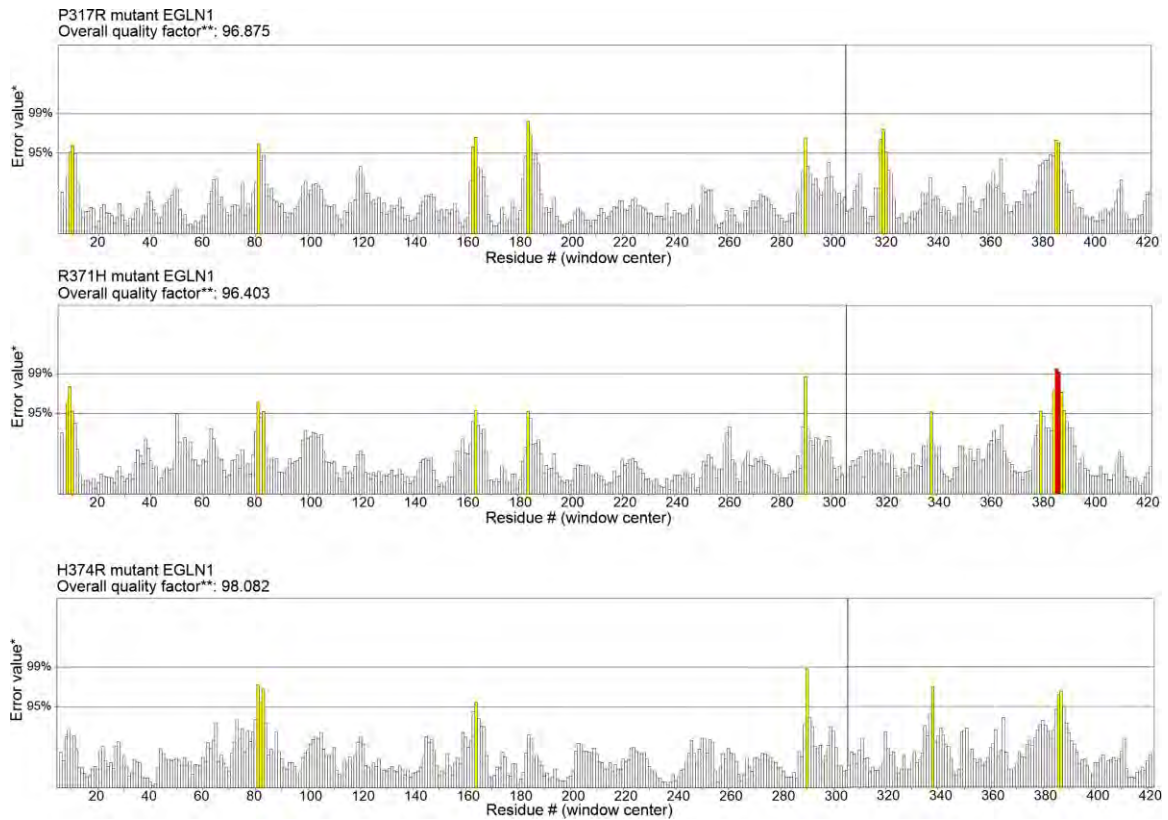 P317R mutant EGLN1
Overall quality factor**: 96.875
Error value*
99%
95%
20 40 60 80 100 120 140 160 180 200 220 240 260 280 300 320 340 360 380 400 420
Residue # (window center)
R371H mutant EGLN1
Overall quality factor**: 96.403
Error value*
99%
95%
20 40 60 80 100 120 140 160 180 200 220 240 260 280 300 320 340 360 380 400 420
Residue # (window center)
H374R mutant EGLN1
Overall quality factor**: 98.082
Error value*
99%
95%
20 40 60 80 100 120 140 160 180 200 220 240 260 280 300 320 340 360 380 400 420
Residue # (window center)